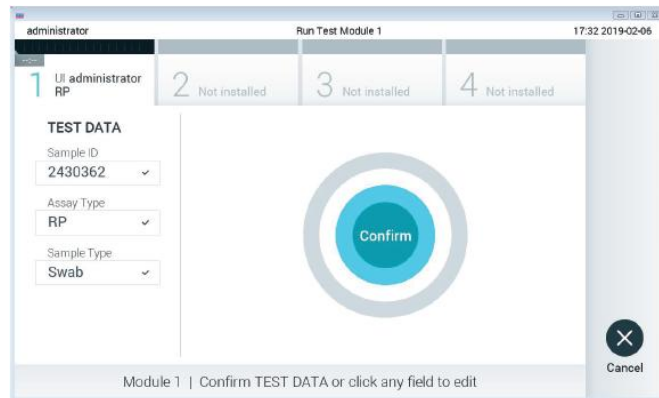 administrator Run Test Module 1 17:32 2019-02-06
1 UI administrator
RP
2 Not installed
3 Not installed
4 Not installed
TEST DATA
Sample ID
2430362
Assay Type
RP
Sample Type
Swab
Confirm
Cancel
Module 1 | Confirm TEST DATA or click any field to edit